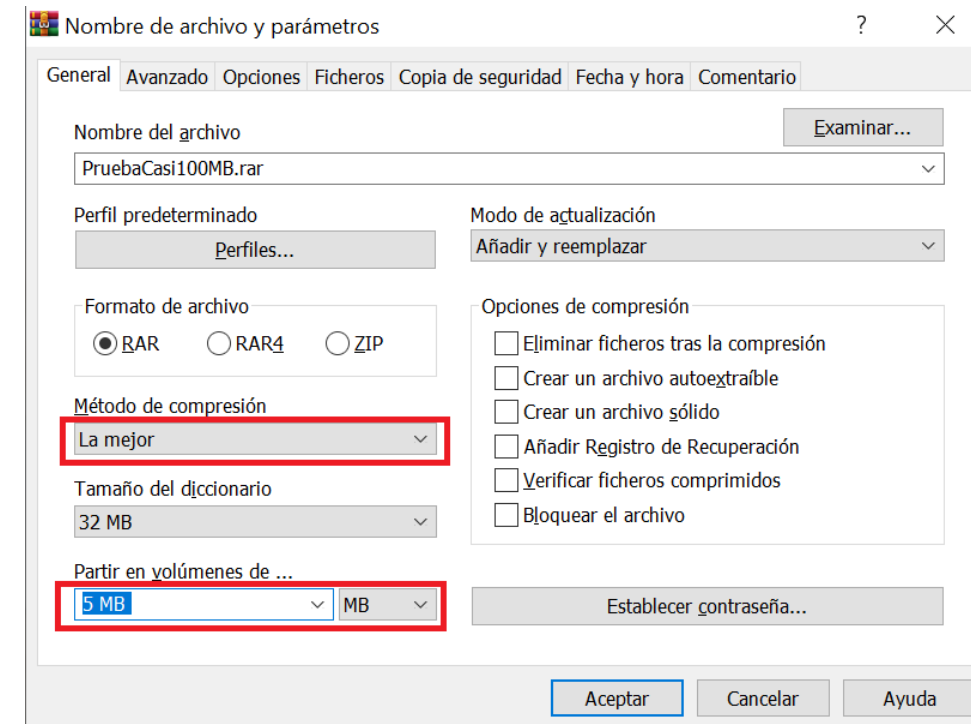 Nombre de archivo y parámetros
?
General Avanzado Opciones Ficheros Copia de seguridad Fecha y hora Comentario
Nombre del archivo
Examinar...
PruebaCasi100MB.rar
Perfil predeterminado
Modo de actualización
Perfiles...
Añadir y reemplazar
Formato de archivo
RAR RAR4 ZIP
Opciones de compresión
Eliminar ficheros tras la compresión
Crear un archivo autoextraíble
Crear un archivo sólido
Añadir Registro de Recuperación
Verificar ficheros comprimidos
Bloquear el archivo
Método de compresión
La mejor
Tamaño del diccionario
32 MB
Partir en volúmenes de ...
5 MB MB
Establecer contraseña...
Aceptar Cancelar Ayuda